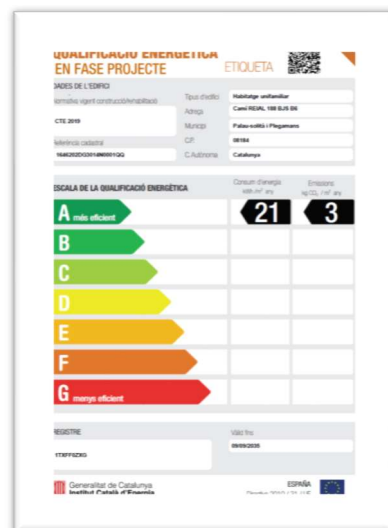 QUALIFICACIÓ ENERGÈTICA
EN FASE PROJECTE
ETIQUETA
DADES DE L'EDIFICI
Normativa vigent construcció/rehabilitació
CTE 2019
Referència cadastral
Tipus d'edifici
Habitatge unifamiliar
Adreça
Camí REIAL 188 BJS D6
Municipi
Palau-solità i Plegamans
C.P.
08184
C.Autònoma
Catalunya
ESCALA DE LA QUALIFICACIÓ ENERGÈTICA
Consum d'energia
kWh /m² any
Emissions
kg CO₂ / m² any
A més eficient
21
3
B
C
D
E
F
G menys eficient
REGISTRE
Vàlid fins
09/09/2035
Generalitat de Catalunya
Institut Català d'Energia
ESPAÑA